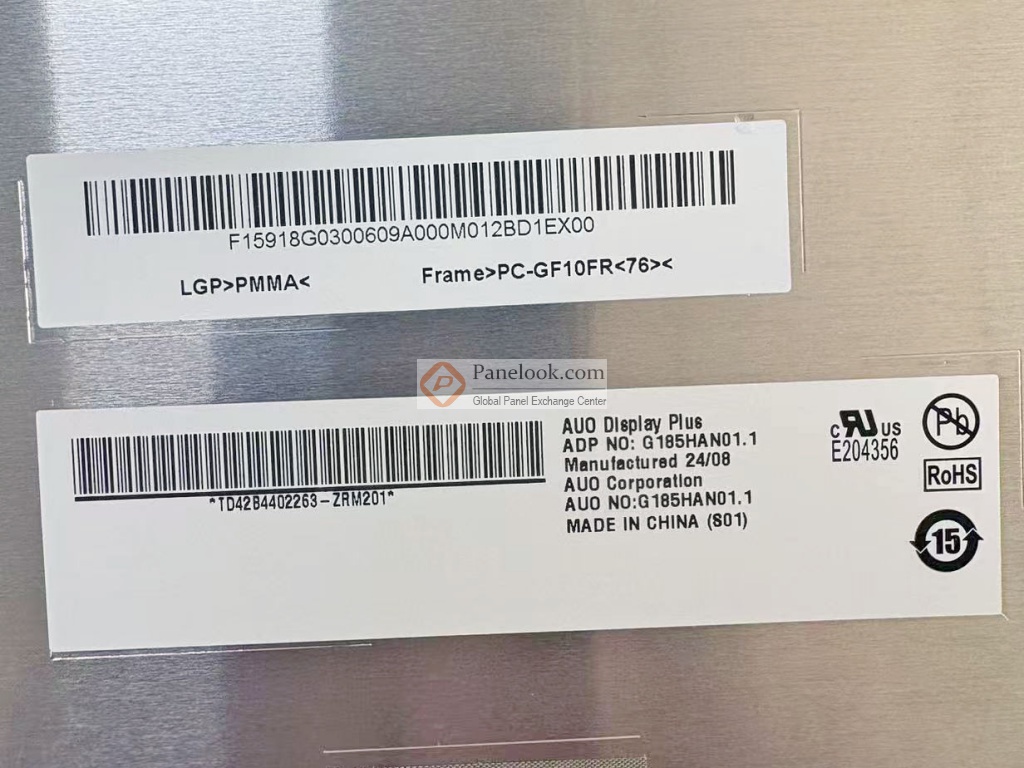 F15918G0300609A000M012BD1EX00
LGP>PMMA<
Frame>PC-GF10FR<76><
Panelook.com
Global Panel Exchange Center
*TD42B4402263-ZRM201*
AUO Display Plus
ADP NO: G185HAN01.1
Manufactured 24/08
AUO Corporation
AUO NO:G185HAN01.1
MADE IN CHINA (S01)
C RU US
E204356
Pb
RoHS
15